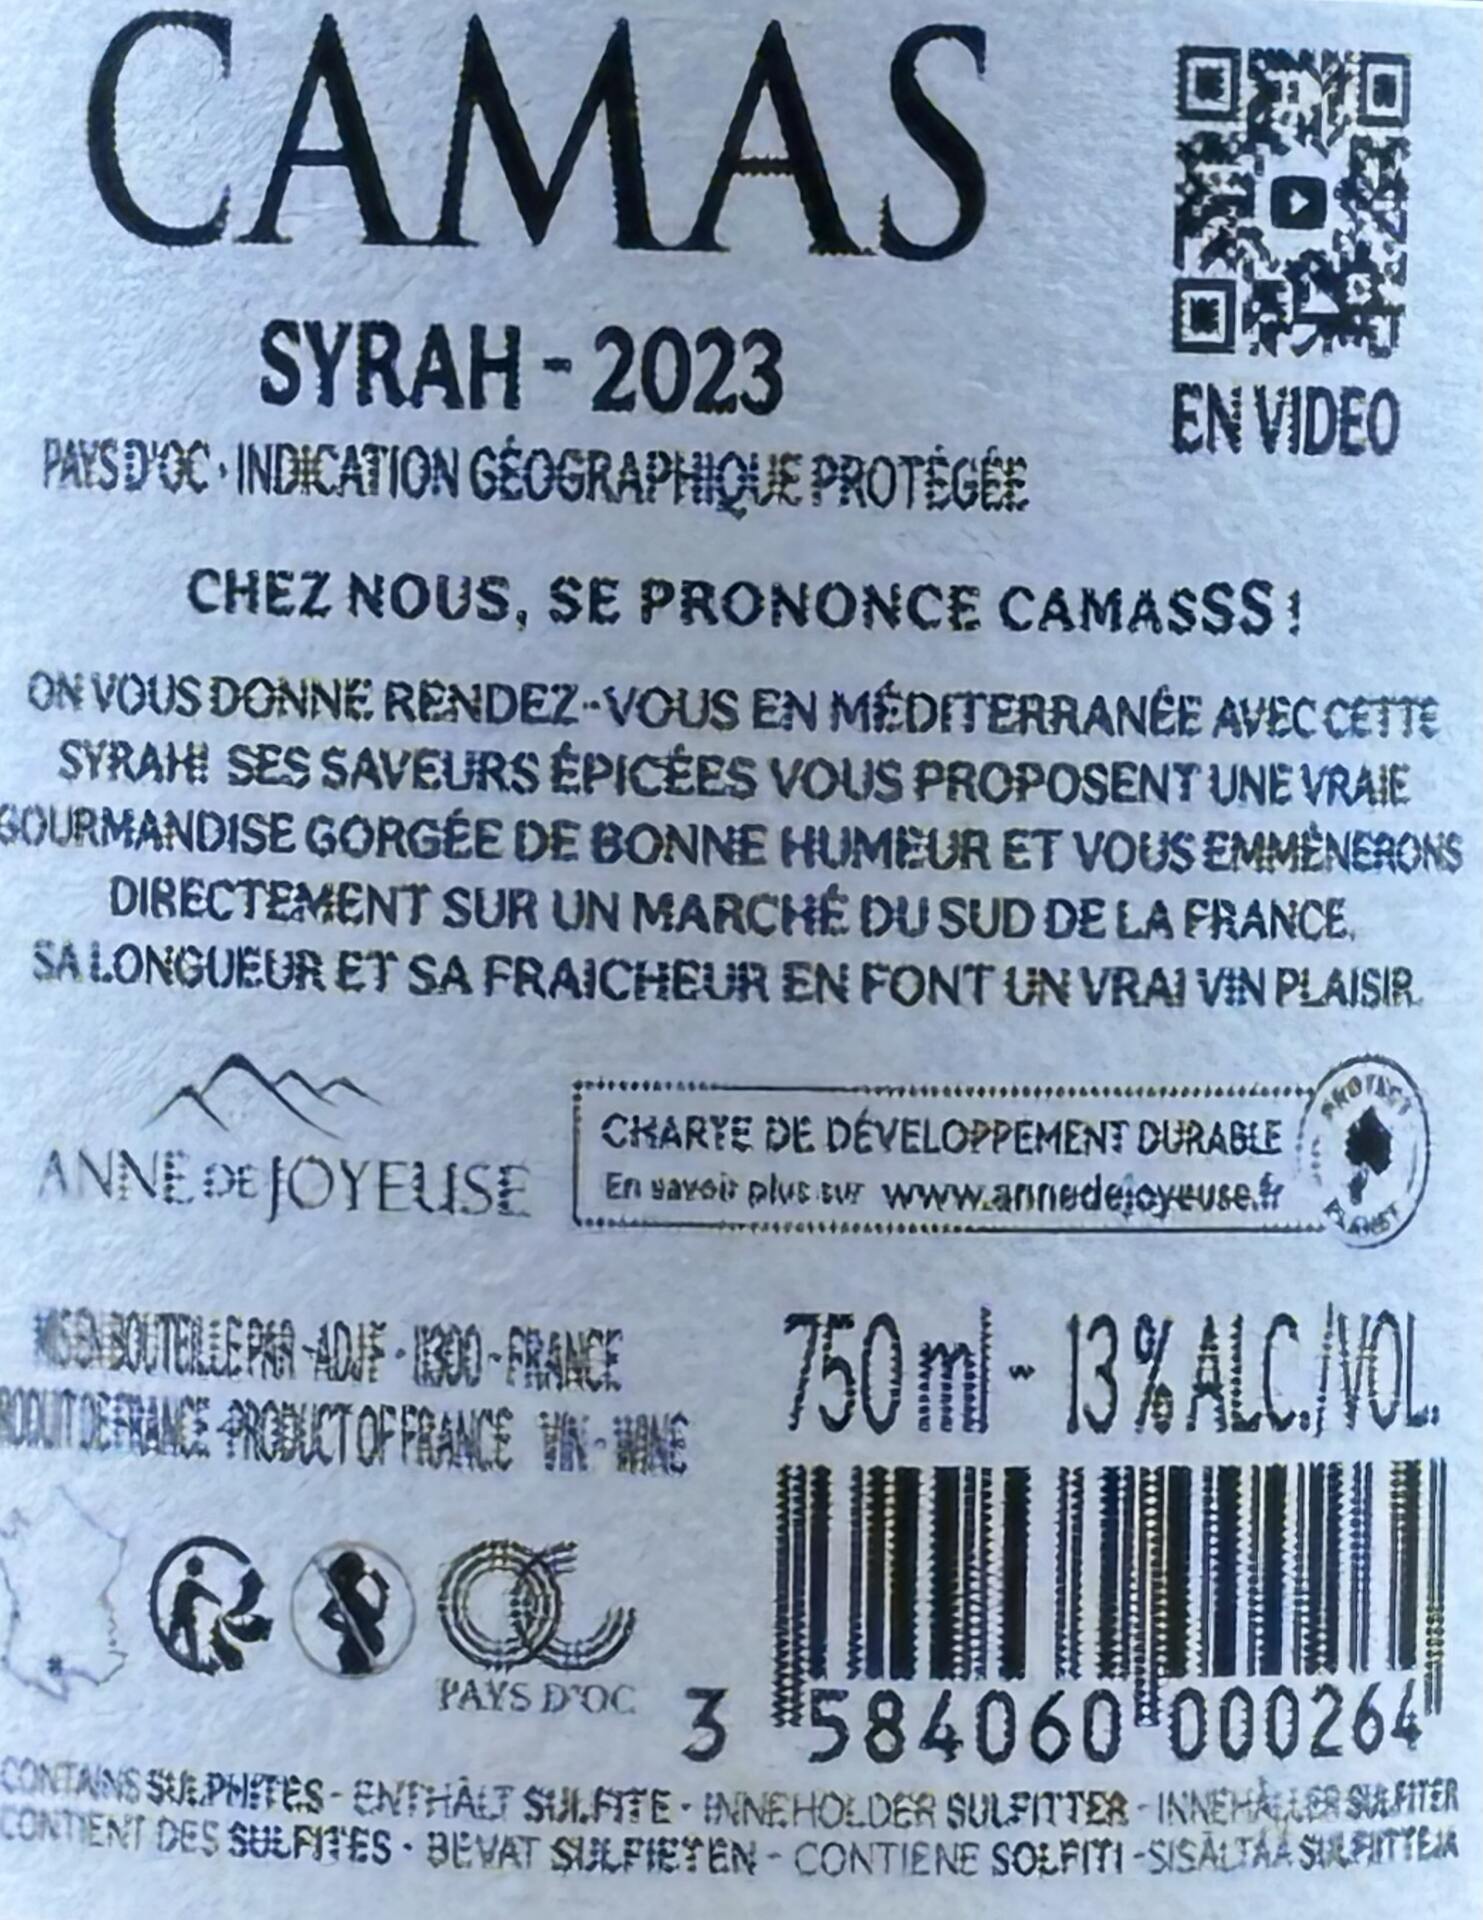 CAMAS
SYRAH - 2023
EN VIDEO
PAYS D'OC · INDICATION GÉOGRAPHIQUE PROTÉGÉE
CHEZ NOUS, SE PRONONCE CAMASSS !
ON VOUS DONNE RENDEZ-VOUS EN MÉDITERRANÉE AVEC CETTE
SYRAH! SES SAVEURS ÉPICÉES VOUS PROPOSENT UNE VRAIE
GOURMANDISE GORGÉE DE BONNE HUMEUR ET VOUS EMMÈNERONS
DIRECTEMENT SUR UN MARCHÉ DU SUD DE LA FRANCE.
SA LONGUEUR ET SA FRAICHEUR EN FONT UN VRAI VIN PLAISIR.
ANNE DE JOYEUSE
CHARTE DE DÉVELOPPEMENT DURABLE
En savoir plus sur www.annedejoyeuse.fr
PROTECT
PLANET
MIS EN BOUTEILLE PAR - ADJF - 11300 - FRANCE
RODUIT DE FRANCE - PRODUCT OF FRANCE VIN - WINE
750 ml - 13 % ALC./VOL.
PAYS D'OC
3 584060 000264
CONTAINS SULPHITES - ENTHÄLT SULFITE - INNEHOLDER SULFITTER - INNEHÅLLER SULFITER
CONTIENT DES SULFITES - BEVAT SULFIETEN - CONTIENE SOLFITI - SISÄLTÄÄ SULFIITTEJA